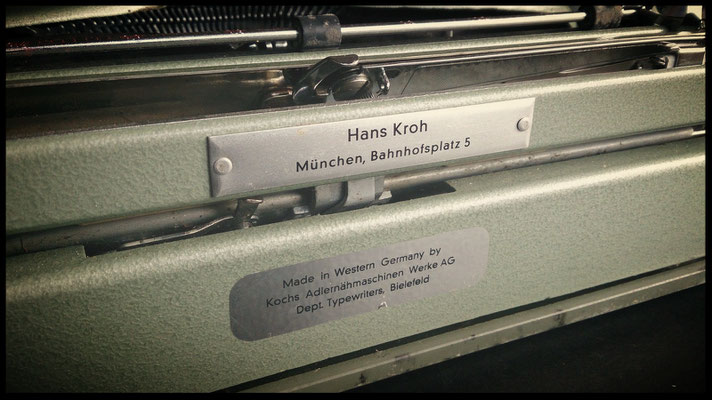 Hans Kroh
München, Bahnhofsplatz 5
Made in Western Germany by
Kochs Adlernähmaschinen Werke AG
Dept. Typewriters, Bielefeld